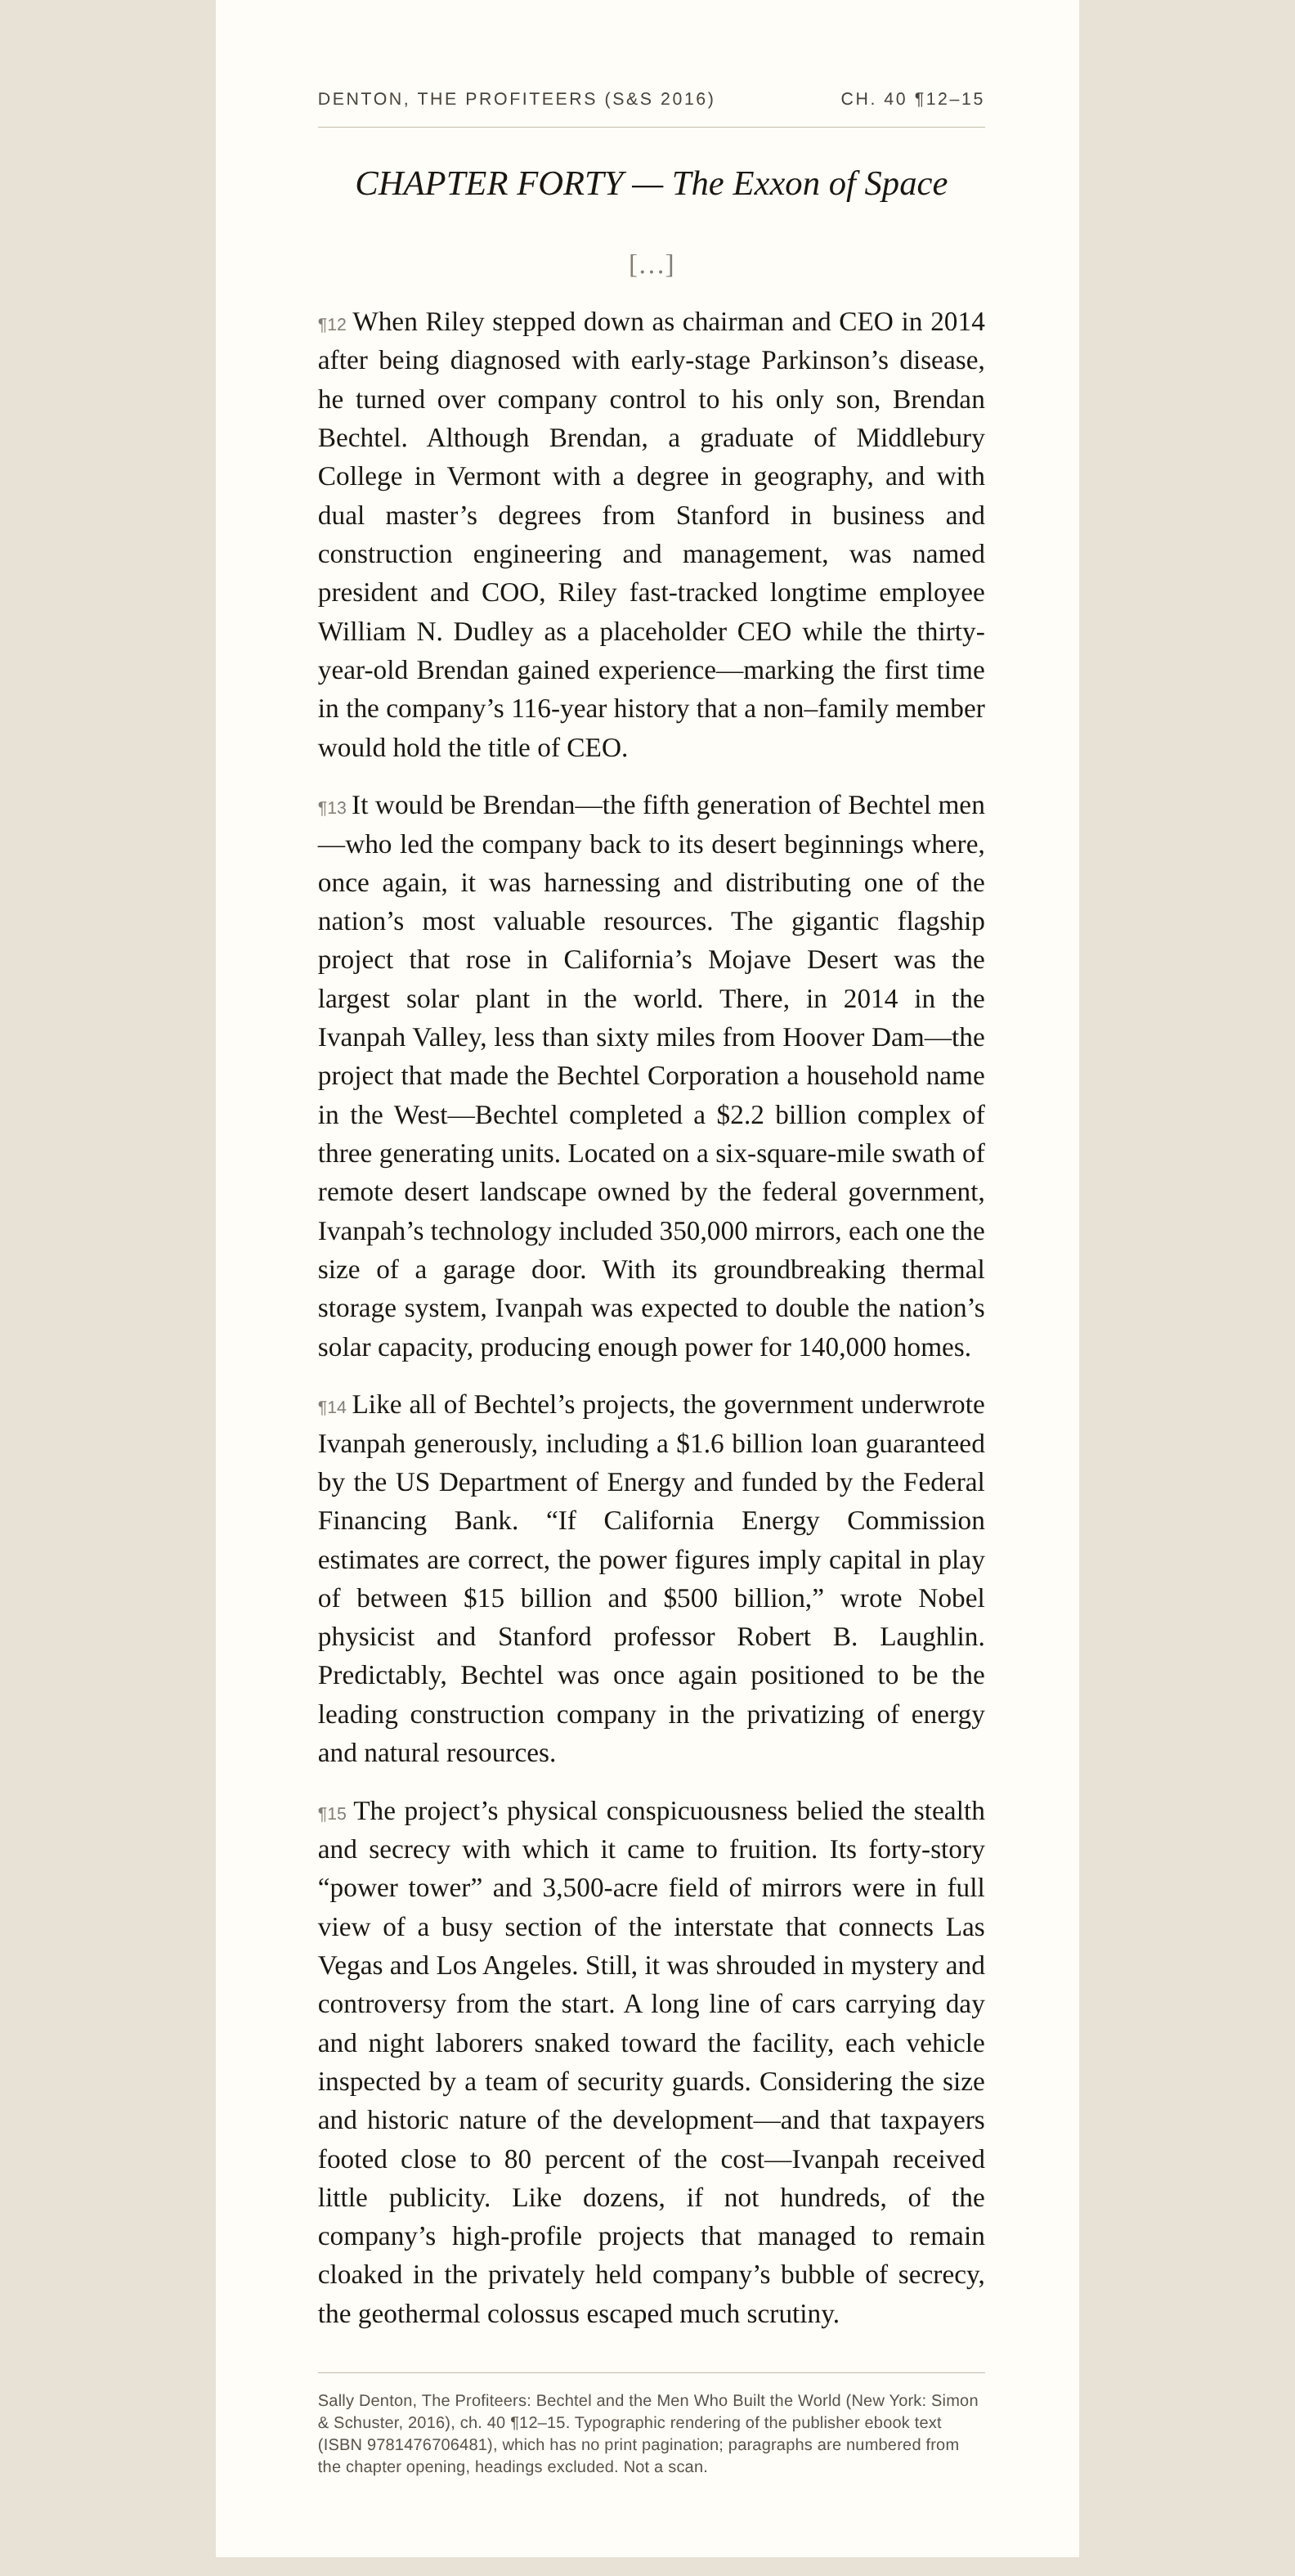 DENTON, THE PROFITEERS (S&S 2016) CH. 40 ¶12–15
CHAPTER FORTY — The Exxon of Space
[…]
¶12 When Riley stepped down as chairman and CEO in 2014
after being diagnosed with early-stage Parkinson’s disease,
he turned over company control to his only son, Brendan
Bechtel. Although Brendan, a graduate of Middlebury
College in Vermont with a degree in geography, and with
dual master’s degrees from Stanford in business and
construction engineering and management, was named
president and COO, Riley fast-tracked longtime employee
William N. Dudley as a placeholder CEO while the thirty-
year-old Brendan gained experience—marking the first time
in the company’s 116-year history that a non–family member
would hold the title of CEO.
¶13 It would be Brendan—the fifth generation of Bechtel men
—who led the company back to its desert beginnings where,
once again, it was harnessing and distributing one of the
nation’s most valuable resources. The gigantic flagship
project that rose in California’s Mojave Desert was the
largest solar plant in the world. There, in 2014 in the
Ivanpah Valley, less than sixty miles from Hoover Dam—the
project that made the Bechtel Corporation a household name
in the West—Bechtel completed a $2.2 billion complex of
three generating units. Located on a six-square-mile swath of
remote desert landscape owned by the federal government,
Ivanpah’s technology included 350,000 mirrors, each one the
size of a garage door. With its groundbreaking thermal
storage system, Ivanpah was expected to double the nation’s
solar capacity, producing enough power for 140,000 homes.
¶14 Like all of Bechtel’s projects, the government underwrote
Ivanpah generously, including a $1.6 billion loan guaranteed
by the US Department of Energy and funded by the Federal
Financing Bank. “If California Energy Commission
estimates are correct, the power figures imply capital in play
of between $15 billion and $500 billion,” wrote Nobel
physicist and Stanford professor Robert B. Laughlin.
Predictably, Bechtel was once again positioned to be the
leading construction company in the privatizing of energy
and natural resources.
¶15 The project’s physical conspicuousness belied the stealth
and secrecy with which it came to fruition. Its forty-story
“power tower” and 3,500-acre field of mirrors were in full
view of a busy section of the interstate that connects Las
Vegas and Los Angeles. Still, it was shrouded in mystery and
controversy from the start. A long line of cars carrying day
and night laborers snaked toward the facility, each vehicle
inspected by a team of security guards. Considering the size
and historic nature of the development—and that taxpayers
footed close to 80 percent of the cost—Ivanpah received
little publicity. Like dozens, if not hundreds, of the
company’s high-profile projects that managed to remain
cloaked in the privately held company’s bubble of secrecy,
the geothermal colossus escaped much scrutiny.
Sally Denton, The Profiteers: Bechtel and the Men Who Built the World (New York: Simon
& Schuster, 2016), ch. 40 ¶12–15. Typographic rendering of the publisher ebook text
(ISBN 9781476706481), which has no print pagination; paragraphs are numbered from
the chapter opening, headings excluded. Not a scan.